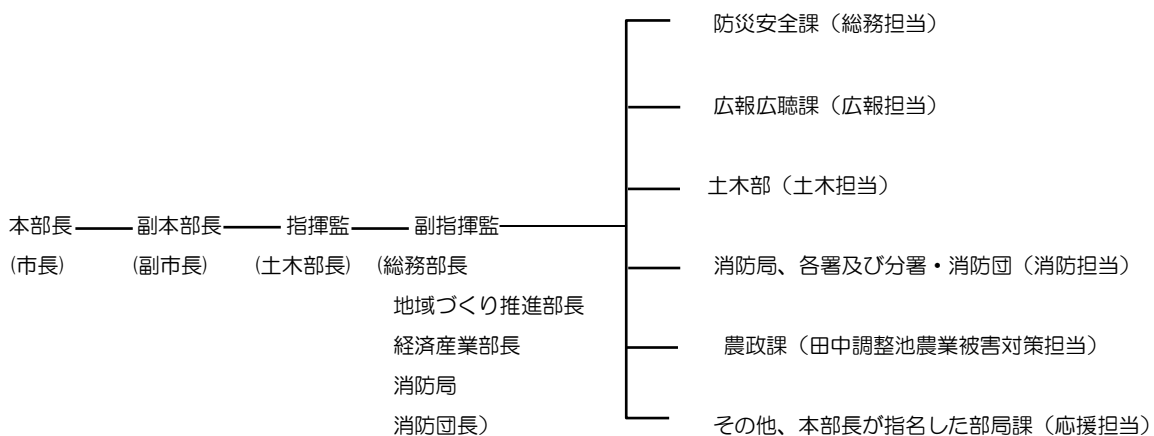 防災安全課（総務担当）
広報広聴課（広報担当）
土木部（土木担当）
本部長 副本部長 指揮監 副指揮監
(市長) (副市長) (土木部長) (総務部長
消防局、各署及び分署・消防団（消防担当）
地域づくり推進部長
経済産業部長
農政課（田中調整池農業被害対策担当）
消防局
消防団長）
その他、本部長が指名した部局課（応援担当）